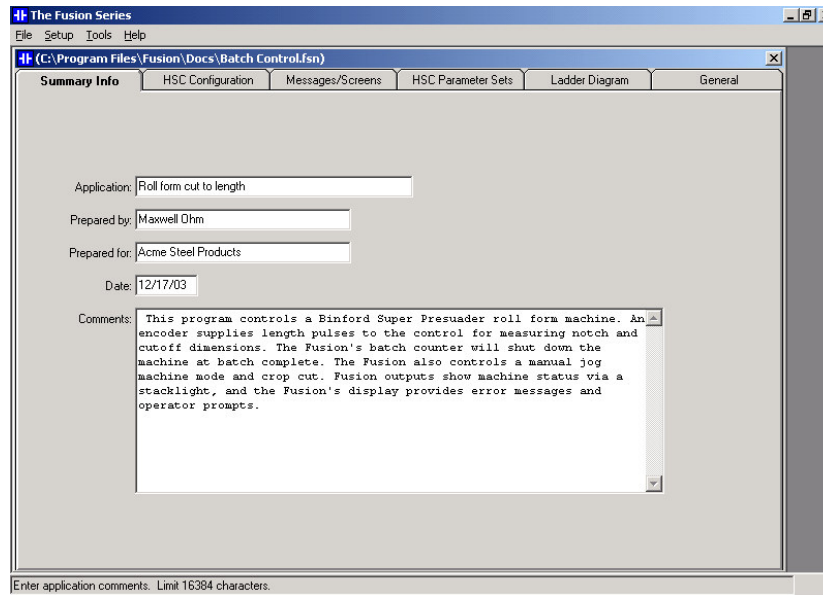 The Fusion Series
File Setup Tools Help
(C:\Program Files\Fusion\Docs\Batch Control.fsn)
Summary Info HSC Configuration Messages/Screens HSC Parameter Sets Ladder Diagram General
Application: Roll form cut to length
Prepared by: Maxwell Ohm
Prepared for: Acme Steel Products
Date: 12/17/03
Comments: This program controls a Binford Super Presuader roll form machine. An
encoder supplies length pulses to the control for measuring notch and
cutoff dimensions. The Fusion's batch counter will shut down the
machine at batch complete. The Fusion also controls a manual jog
machine mode and crop cut. Fusion outputs show machine status via a
stacklight, and the Fusion's display provides error messages and
operator prompts.
Enter application comments. Limit 16384 characters.